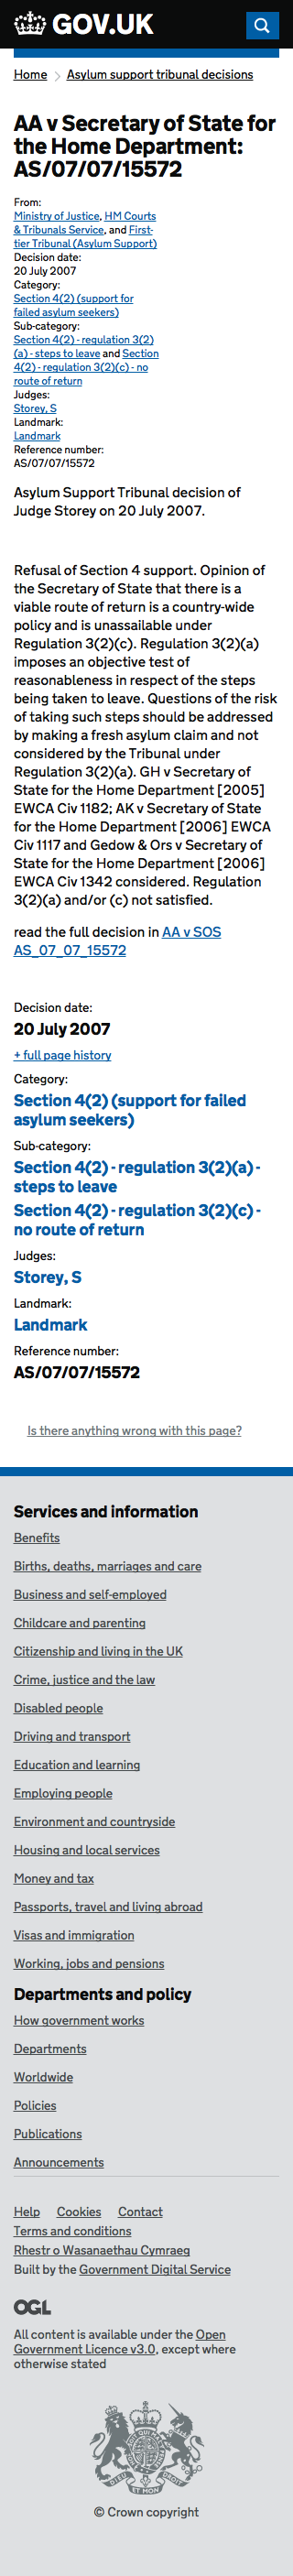 GOV.UK
Home > Asylum support tribunal decisions
AA v Secretary of State for
the Home Department:
AS/07/07/15572
From:
Ministry of Justice, HM Courts
& Tribunals Service, and First-
tier Tribunal (Asylum Support)
Decision date:
20 July 2007
Category:
Section 4(2) (support for
failed asylum seekers)
Sub-category:
Section 4(2) - regulation 3(2)
(a) - steps to leave and Section
4(2) - regulation 3(2)(c) - no
route of return
Judges:
Storey, S
Landmark:
Landmark
Reference number:
AS/07/07/15572
Asylum Support Tribunal decision of
Judge Storey on 20 July 2007.
Refusal of Section 4 support. Opinion of
the Secretary of State that there is a
viable route of return is a country-wide
policy and is unassailable under
Regulation 3(2)(c). Regulation 3(2)(a)
imposes an objective test of
reasonableness in respect of the steps
being taken to leave. Questions of the risk
of taking such steps should be addressed
by making a fresh asylum claim and not
considered by the Tribunal under
Regulation 3(2)(a). GH v Secretary of
State for the Home Department [2005]
EWCA Civ 1182; AK v Secretary of State
for the Home Department [2006] EWCA
Civ 1117 and Gedow & Ors v Secretary of
State for the Home Department [2006]
EWCA Civ 1342 considered. Regulation
3(2)(a) and/or (c) not satisfied.
read the full decision in AA v SOS
AS_07_07_15572
Decision date:
20 July 2007
+ full page history
Category:
Section 4(2) (support for failed
asylum seekers)
Sub-category:
Section 4(2) - regulation 3(2)(a) -
steps to leave
Section 4(2) - regulation 3(2)(c) -
no route of return
Judges:
Storey, S
Landmark:
Landmark
Reference number:
AS/07/07/15572
Is there anything wrong with this page?
Services and information
Benefits
Births, deaths, marriages and care
Business and self-employed
Childcare and parenting
Citizenship and living in the UK
Crime, justice and the law
Disabled people
Driving and transport
Education and learning
Employing people
Environment and countryside
Housing and local services
Money and tax
Passports, travel and living abroad
Visas and immigration
Working, jobs and pensions
Departments and policy
How government works
Departments
Worldwide
Policies
Publications
Announcements
Help Cookies Contact
Terms and conditions
Rhestr o Wasanaethau Cymraeg
Built by the Government Digital Service
OGL
All content is available under the Open
Government Licence v3.0, except where
otherwise stated
DIEU ET MON
© Crown copyright